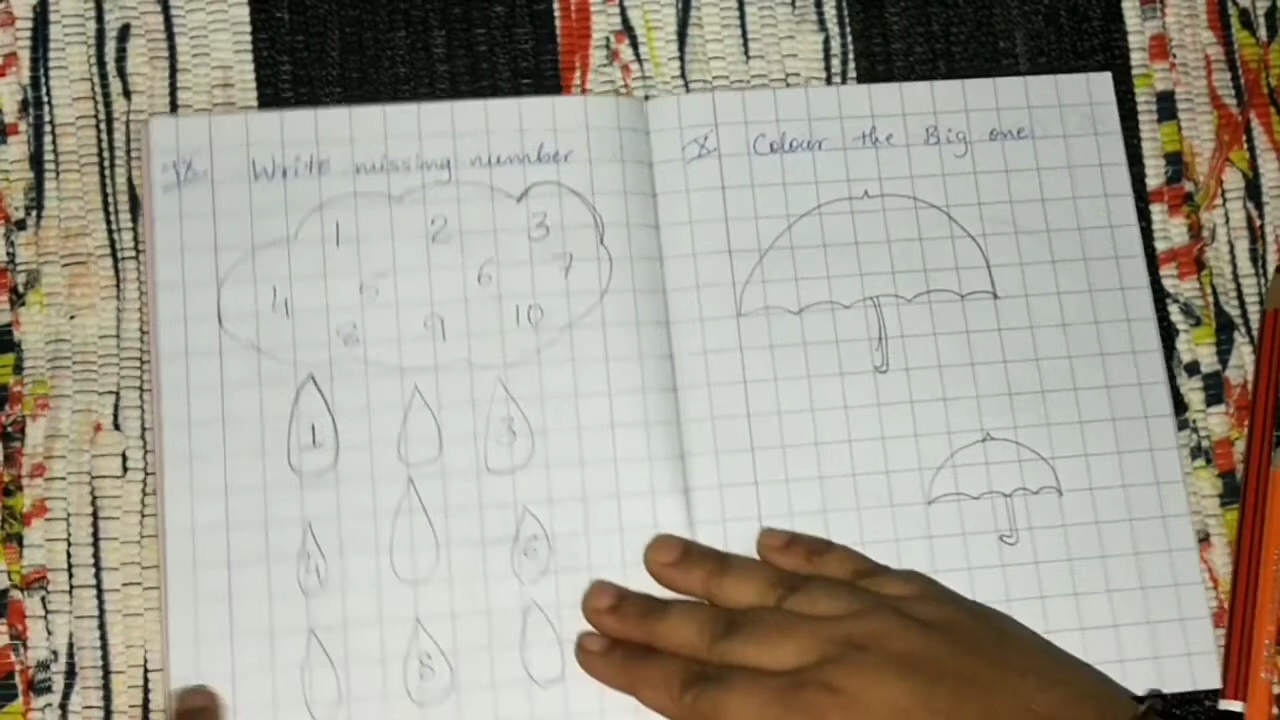 Write missing number
1 2 3
4 5 6 7
8 9 10
1 3
4 6
8
Colour the Big one